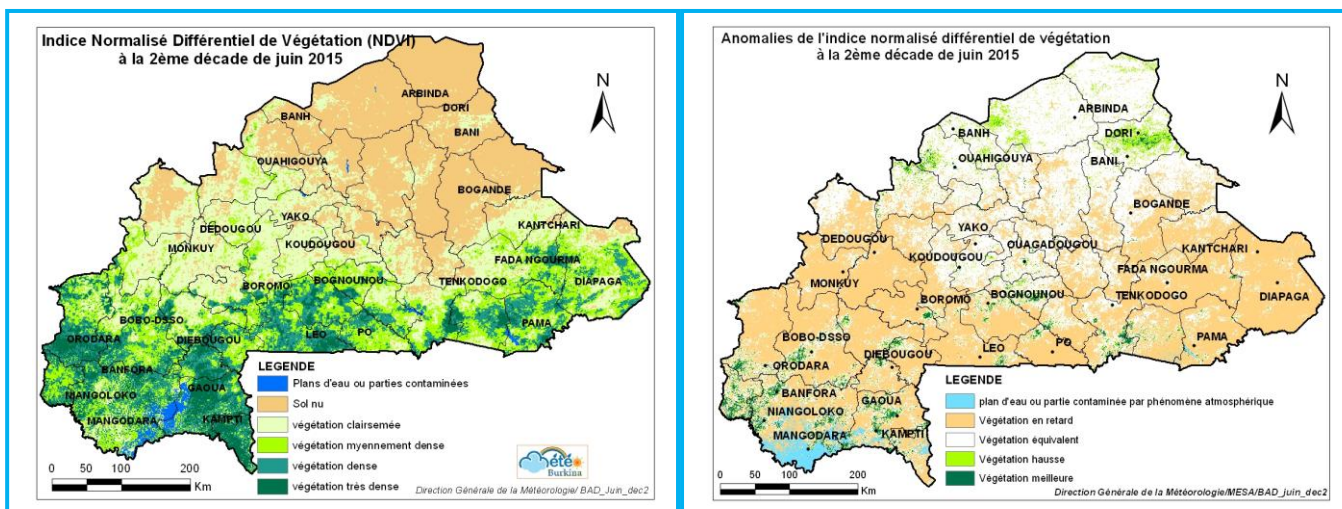 Indice Normalisé Différentiel de Végétation (NDVI)
à la 2ème décade de juin 2015
N
ARBINDA
DORI
BANH
BANI
OUAHIGOUYA
BOGANDE
YAKO
KANTCHARI
DEDOUGOU
MONKUY
KOUDOUGOU
FADA NGOURMA
BOROMO
BOGNOUNOU
TENKODOGO
DIAPAGA
BOBO-DSSO
LEO
PO
PAMA
ORODARA
DIEBOUGOU
BANFORA
GAOUA
NIANGOLOKO
MANGODARA
KAMPTI
LEGENDE
Plans d'eau ou parties contaminées
Sol nu
végétation clairsemée
végétation myennement dense
végétation dense
végétation très dense
0 50 100 200
Km
été
Burkina
Direction Générale de la Météorologie/ BAD_Juin_dec2
Anomalies de l'indice normalisé différentiel de végétation
à la 2ème décade de juin 2015
N
ARBINDA
BANH
DORI
OUAHIGOUYA
BANI
BOGANDE
YAKO
DEDOUGOU
OUAGADOUGOU
KANTCHARI
KOUDOUGOU
MONKUY
FADA NGOURMA
BOROMO
BOGNOUNOU
TENKODOGO
DIAPAGA
BOBO-DSSO
DIEBOUGOU
LEO
PO
PAMA
ORODARA
BANFORA
GAOUA
NIANGOLOKO
MANGODARA
KAMPTI
LEGENDE
plan d'eau ou partie contaminée par phénomène atmosphérique
Végétation en retard
Végétation équivalent
Végétation hausse
Végétation meilleure
0 50 100 200
Km
Direction Générale de la Météorologie/MESA/BAD_juin_dec2